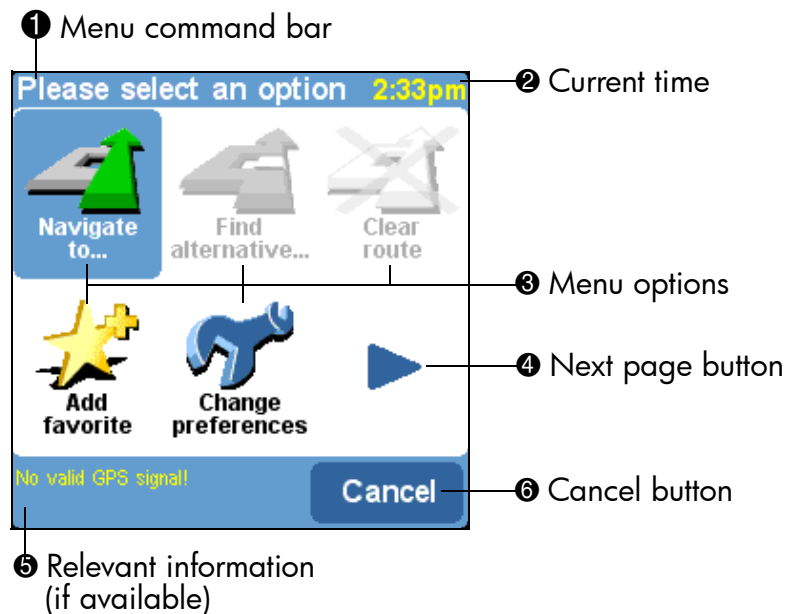 ❶ Menu command bar
Please select an option 2:33pm
❷ Current time
Navigate
to...
Find
alternative...
Clear
route
❸ Menu options
Add
favorite
Change
preferences
❹ Next page button
No valid GPS signal!
Cancel
❻ Cancel button
❺ Relevant information
(if available)